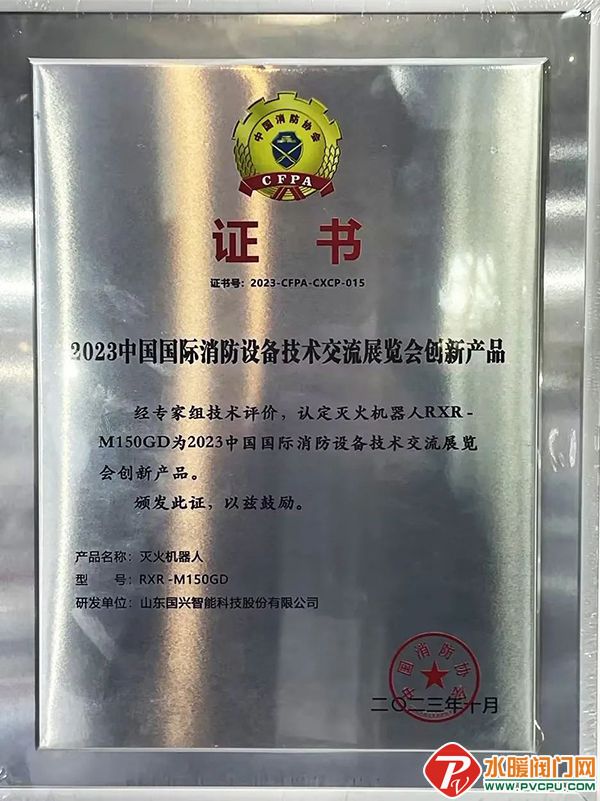 中国消防协会
CFPA
证书
证书号：2023-CFPA-CXCP-015
2023中国国际消防设备技术交流展览会创新产品
经专家组技术评价，认定灭火机器人RXR-
M150GD为2023中国国际消防设备技术交流展览
会创新产品。
颁发此证，以兹鼓励。
产品名称：灭火机器人
型 号：RXR-M150GD
研发单位：山东国兴智能科技股份有限公司
中国消防协会
二〇二三年十月
水暖阀门网
WWW.PVCPU.COM